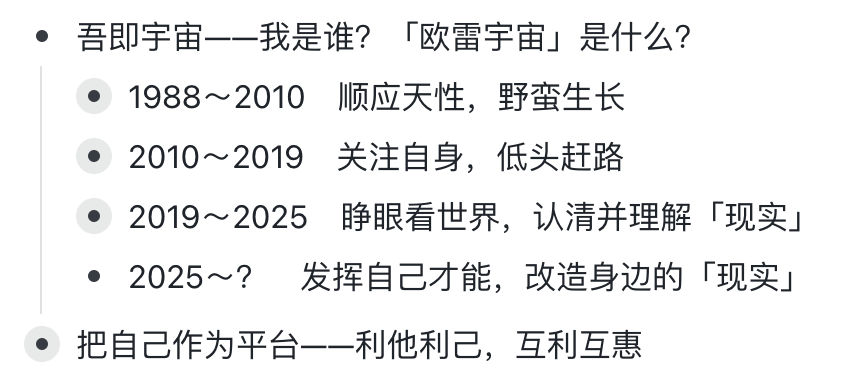 吾即宇宙——我是谁？「欧雷宇宙」是什么？
1988～2010 顺应天性，野蛮生长
2010～2019 关注自身，低头赶路
2019～2025 睁眼看世界，认清并理解「现实」
2025～？ 发挥自己才能，改造身边的「现实」
把自己作为平台——利他利己，互利互惠